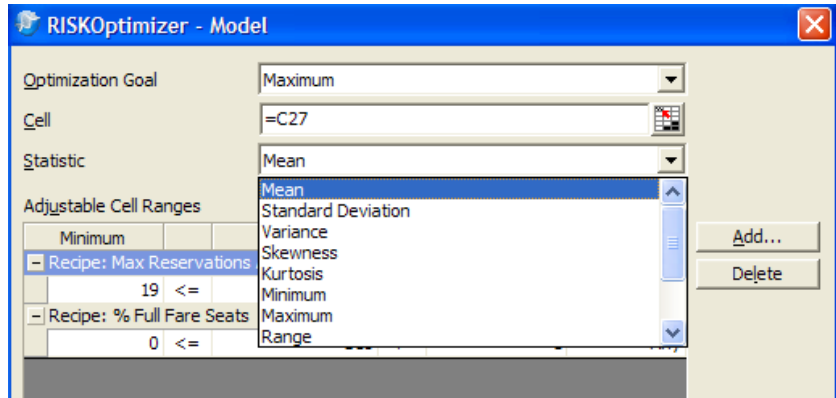 RISKOptimizer - Model
Optimization Goal Maximum
Cell =C27
Statistic Mean
Mean
Adjustable Cell Ranges
Standard Deviation
Minimum Variance Add...
Recipe: Max Reservations Skewness
Kurtosis Delete
19 <= Minimum
Recipe: % Full Fare Seats Maximum
0 <= Range